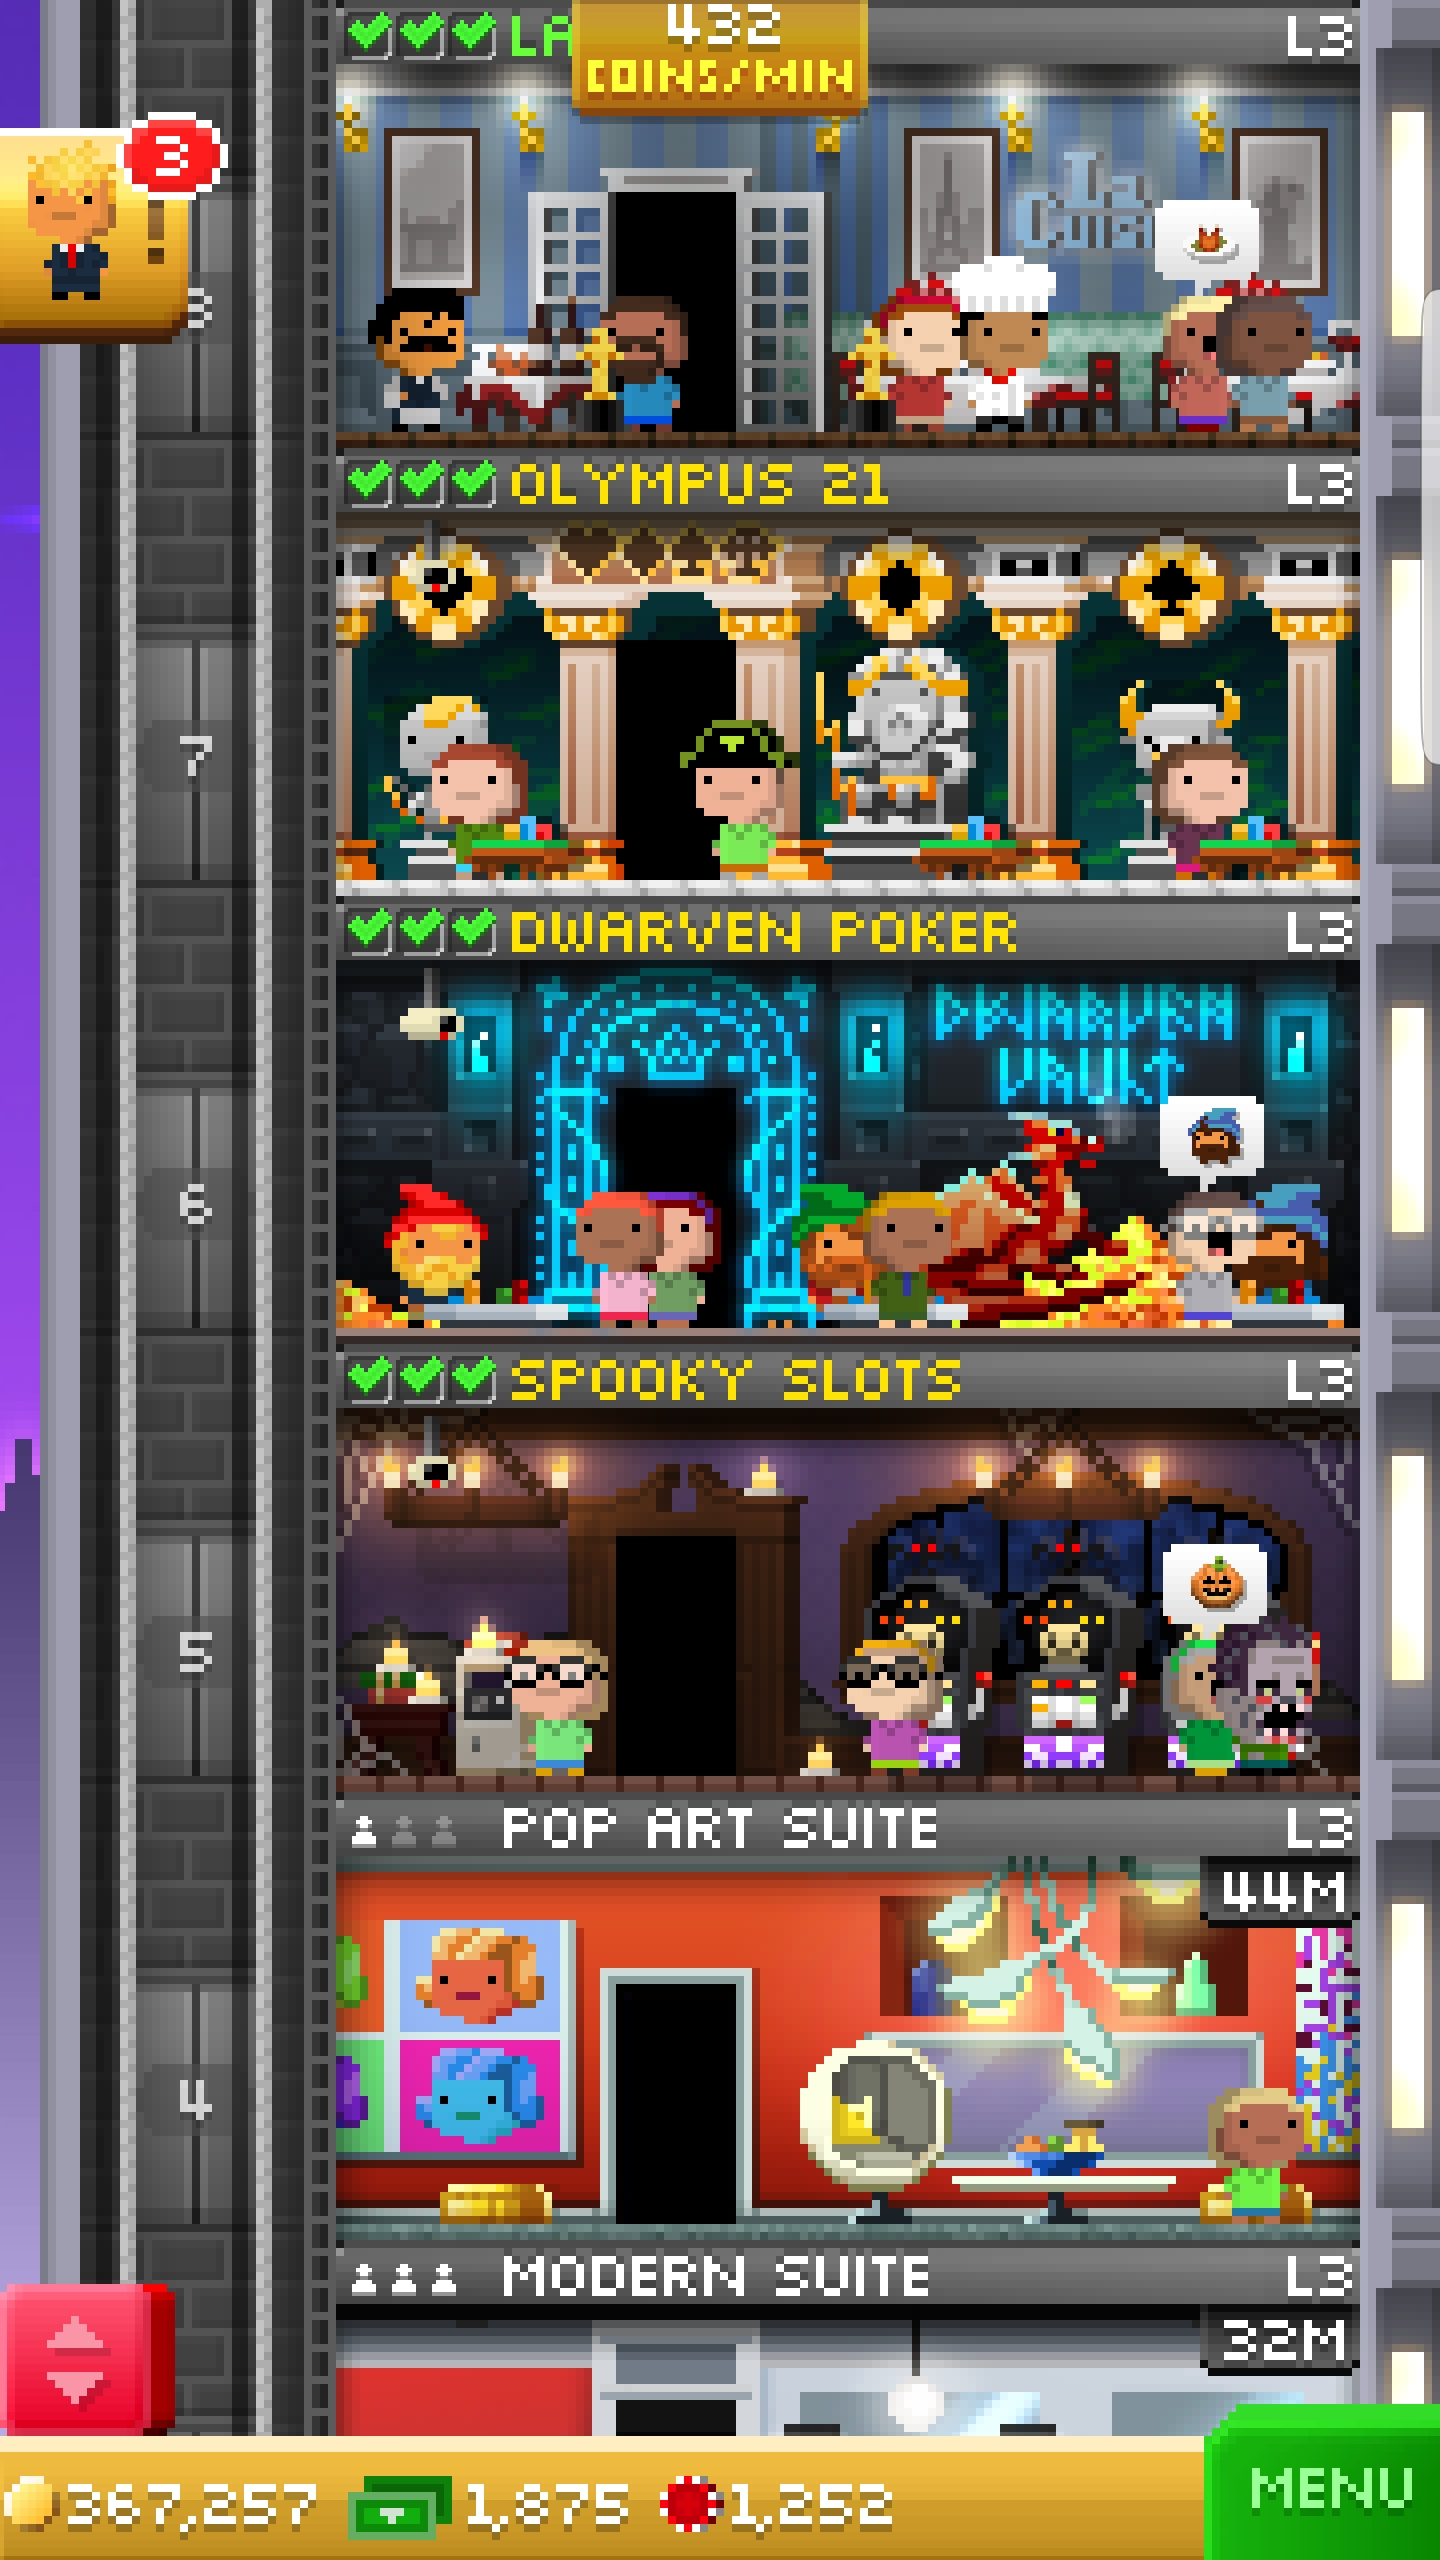 LA
432
COINS/MIN
L3
3
!
La
Cuisi
OLYMPUS 21
L3
7
DWARVEN POKER
L3
DWARVEN
VAULT
6
SPOOKY SLOTS
L3
5
POP ART SUITE
L3
44M
4
MODERN SUITE
L3
32M
367,257
1,875
1,252
MENU